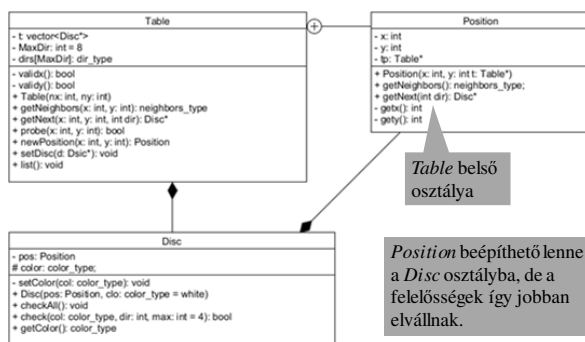 Table
- t: vector<Disc*>
- MaxDir: int = 8
- dirs[MaxDir]: dir_type
- validx(): bool
- validy(): bool
+ Table(nx: int, ny: int)
+ getNeighbors(x: int, y: int): neighbors_type
+ getNext(x: int, y: int, int dir): Disc*
+ probe(x: int, y: int): bool
+ newPosition(x: int, y: int): Position
+ setDisc(d: Disc*): void
+ list(): void
Position
- x: int
- y: int
- tp: Table*
+ Position(x: int, y: int t: Table*)
+ getNeighbors(): neighbors_type;
+ getNext(int dir): Disc*
- getx(): int
- gety(): int
Table belső
osztálya
Disc
- pos: Position
# color: color_type;
- setColor(col: color_type): void
+ Disc(pos: Position, clo: color_type = white)
+ checkAll(): void
+ check(col: color_type, dir: int, max: int = 4): bool
+ getColor(): color_type
Position beépíthető lenne
a Disc osztályba, de a
felelősségek így jobban
elvállnak.